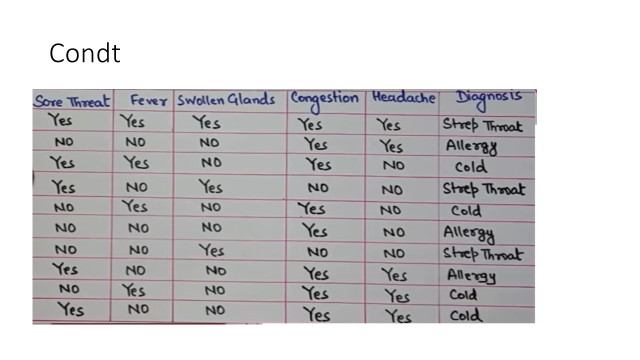 Condt
Sore Threat Fever Swollen Glands Congestion Headache Diagnosis
Yes Yes Yes Yes Yes Strep Throat
NO NO NO Yes Yes Allergy
Yes Yes NO Yes NO Cold
Yes NO Yes NO NO Strep Throat
NO Yes NO Yes NO Cold
NO NO NO Yes NO Allergy
NO NO Yes NO NO Strep Throat
Yes NO NO Yes Yes Allergy
NO Yes NO Yes Yes Cold
Yes NO NO Yes Yes Cold